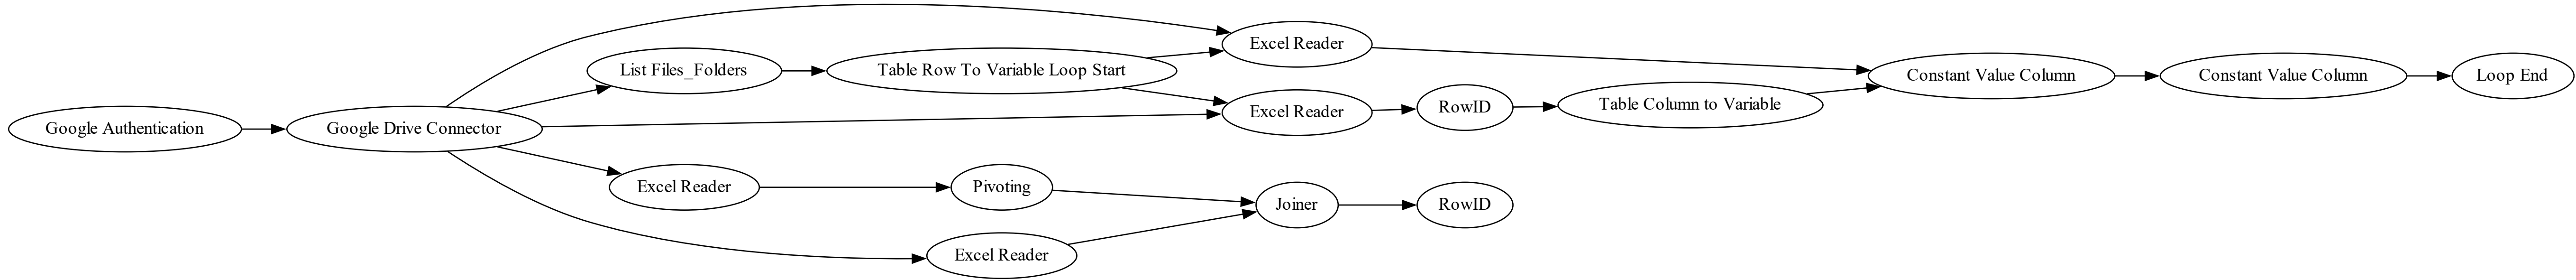 Google Authentication
Google Drive Connector
List Files_Folders
Table Row To Variable Loop Start
Excel Reader
Excel Reader
RowID
Table Column to Variable
Constant Value Column
Constant Value Column
Loop End
Excel Reader
Pivoting
Excel Reader
Joiner
RowID